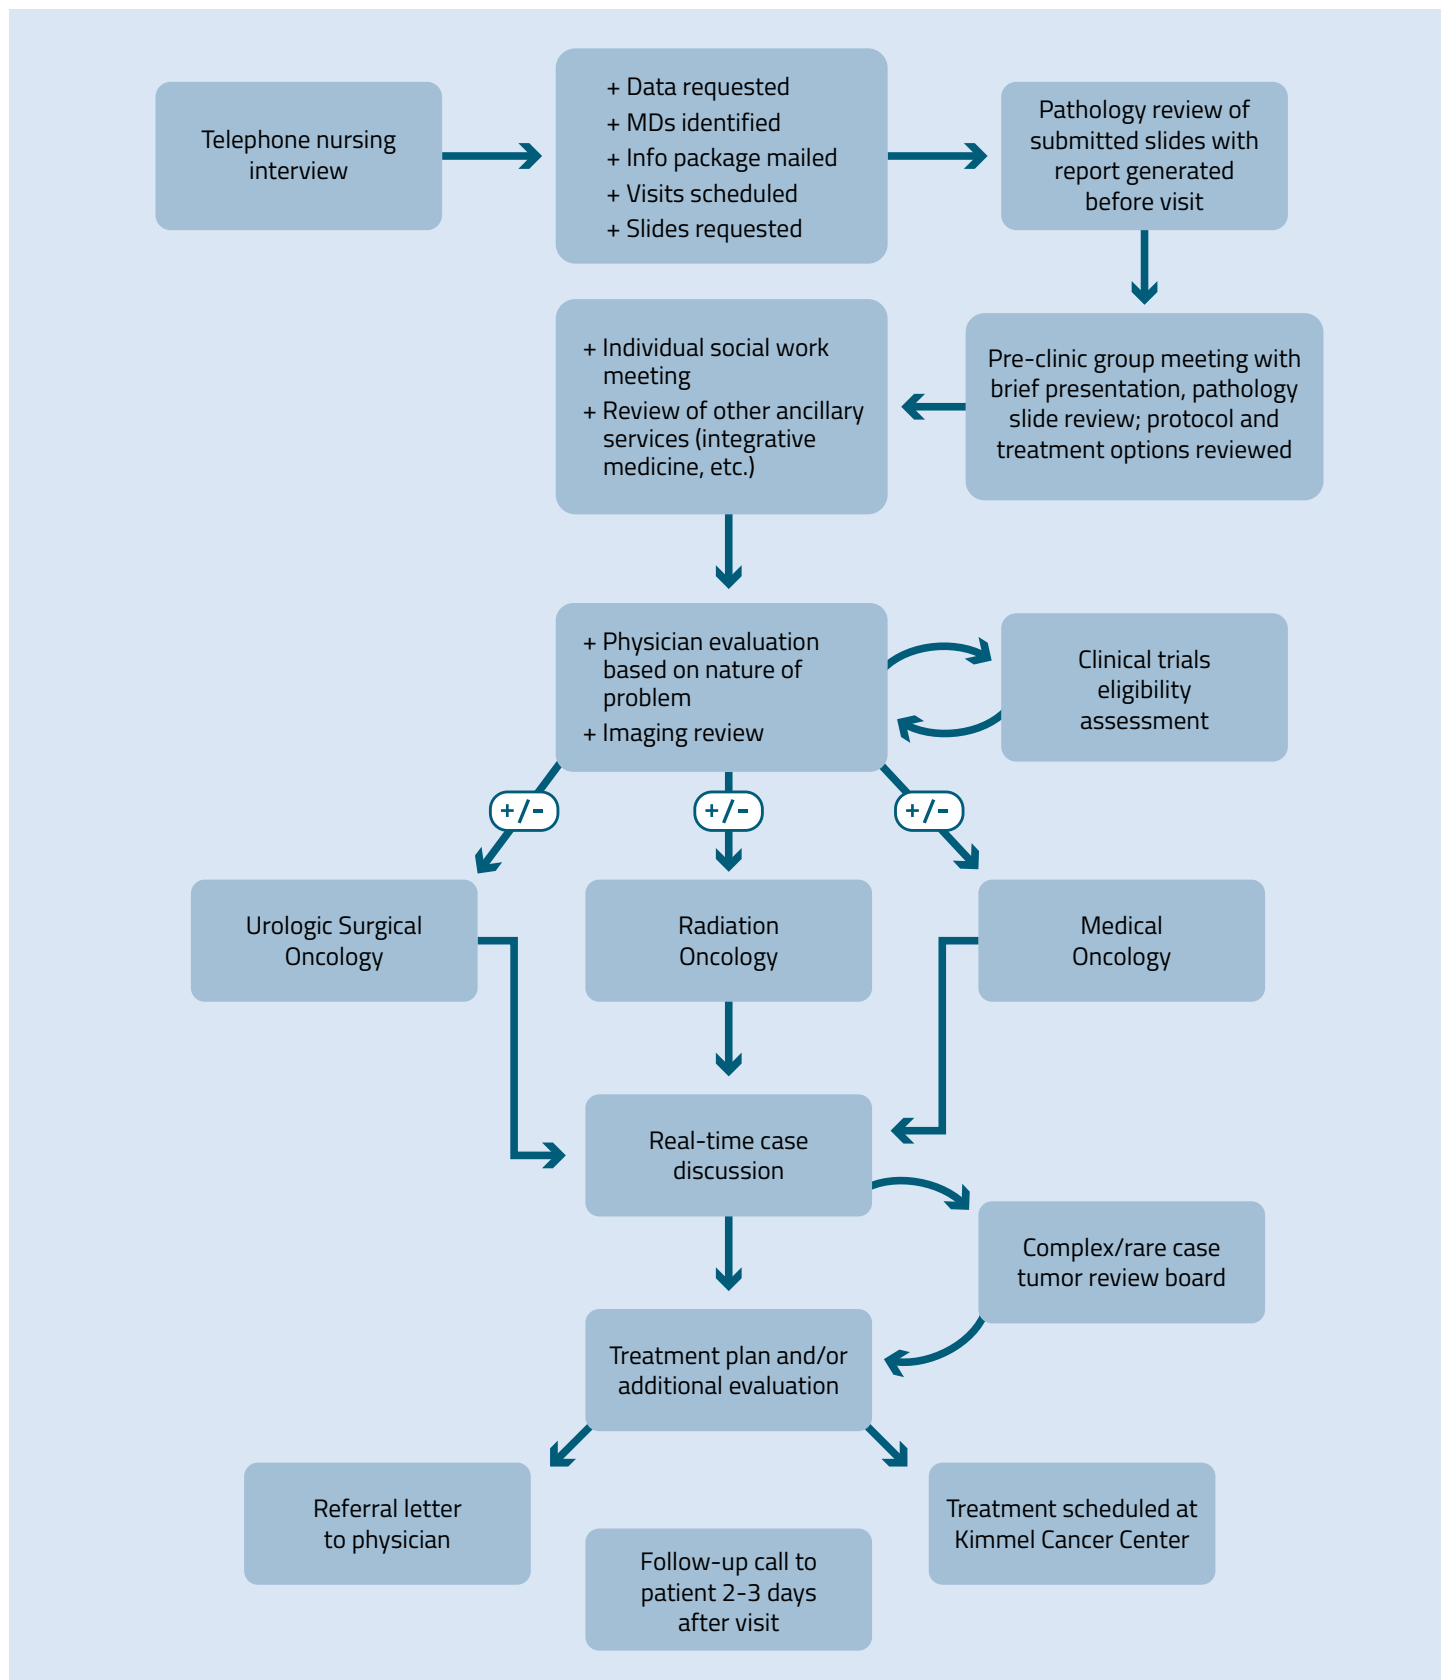 Telephone nursing
interview
+ Data requested
+ MDs identified
+ Info package mailed
+ Visits scheduled
+ Slides requested
Pathology review of
submitted slides with
report generated
before visit
Pre-clinic group meeting with
brief presentation, pathology
slide review; protocol and
treatment options reviewed
+ Individual social work
meeting
+ Review of other ancillary
services (integrative
medicine, etc.)
+ Physician evaluation
based on nature of
problem
+ Imaging review
Clinical trials
eligibility
assessment
+/-
+/-
+/-
Urologic Surgical
Oncology
Radiation
Oncology
Medical
Oncology
Real-time case
discussion
Complex/rare case
tumor review board
Treatment plan and/or
additional evaluation
Referral letter
to physician
Treatment scheduled at
Kimmel Cancer Center
Follow-up call to
patient 2-3 days
after visit